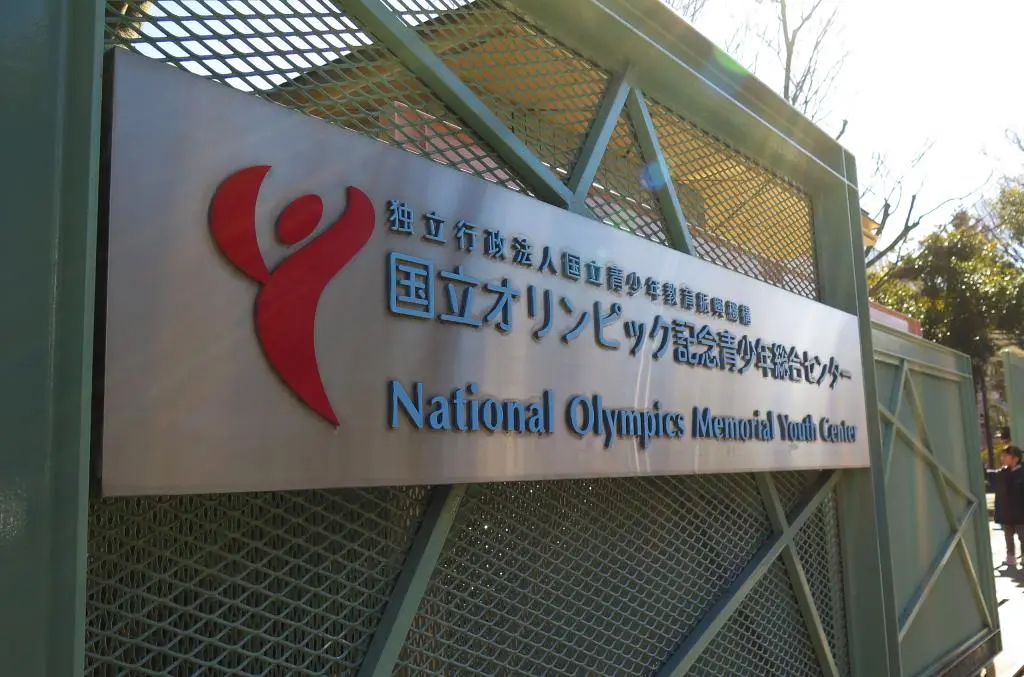 独立行政法人国立青少年教育振興機構
国立オリンピック記念青少年総合センター
National Olympics Memorial Youth Center